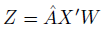 Z = ÂX′W